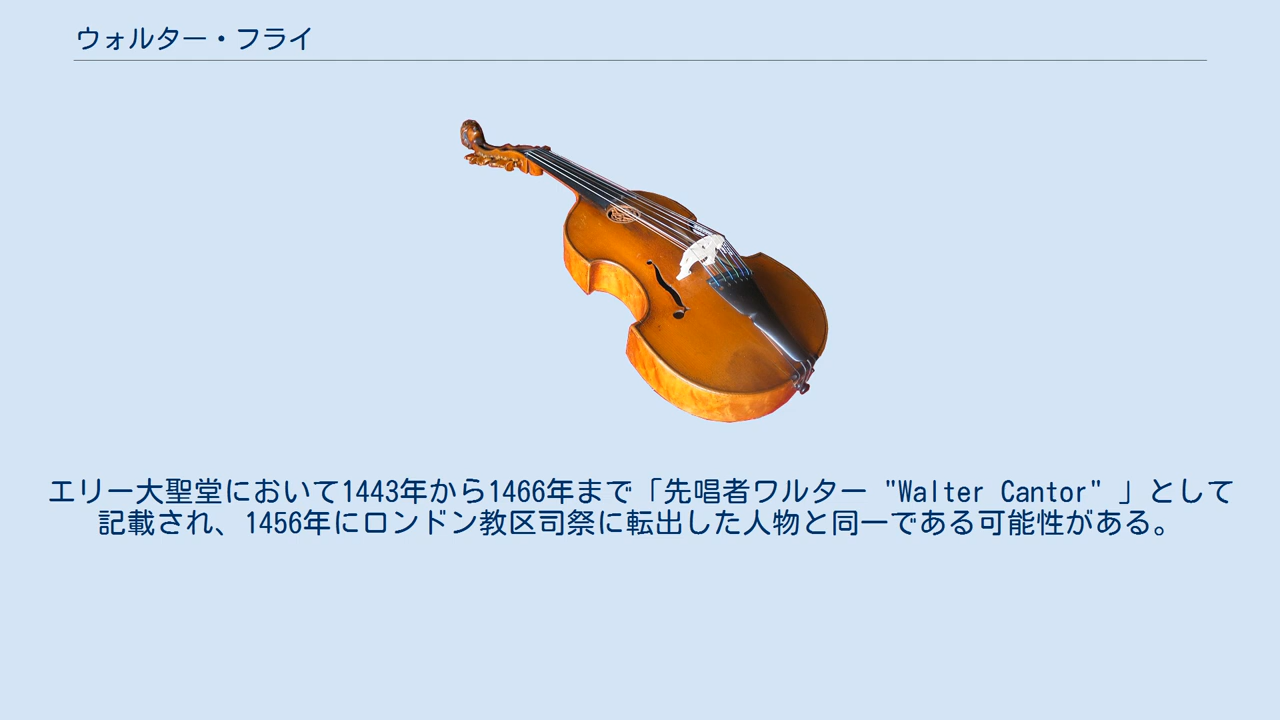 ウォルター・フライ
エリー大聖堂において1443年から1466年まで「先唱者ワルター "Walter Cantor" 」として
記載され、1456年にロンドン教区司祭に転出した人物と同一である可能性がある。